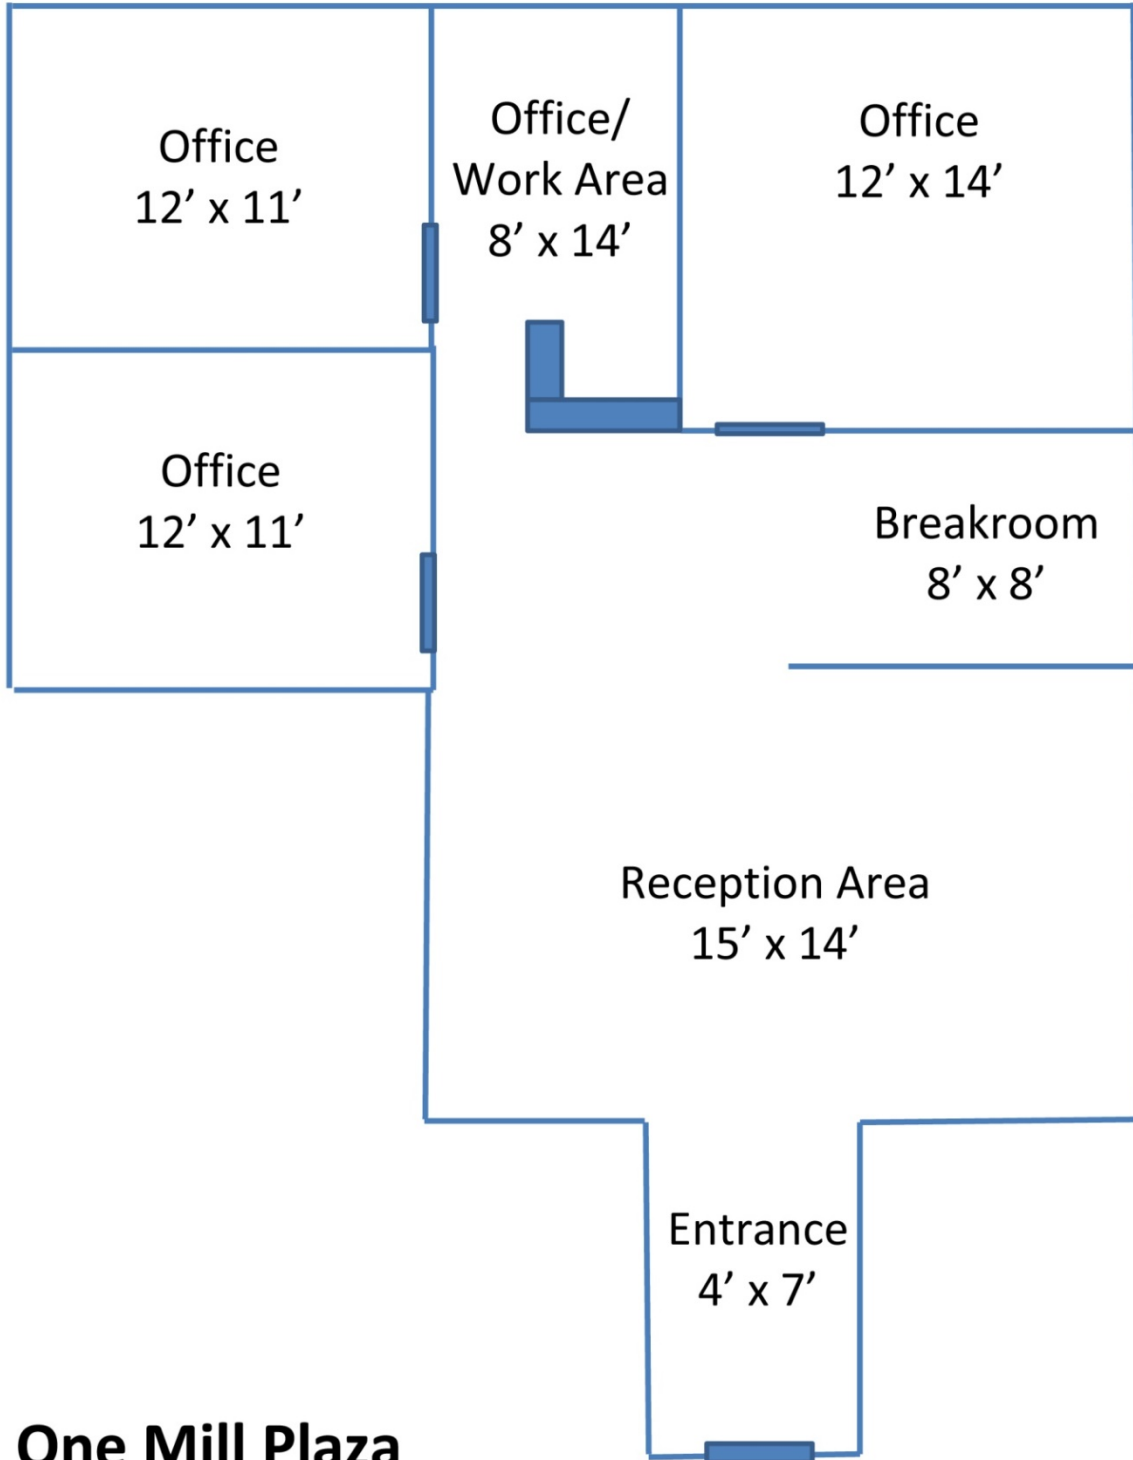 Office
12’ x 11’
Office/
Work Area
8’ x 14’
Office
12’ x 14’
Office
12’ x 11’
Breakroom
8’ x 8’
Reception Area
15’ x 14’
Entrance
4’ x 7’
One Mill Plaza